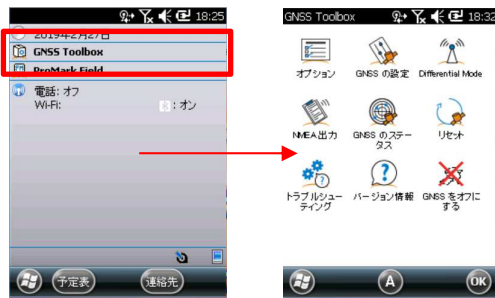 18:25
2019年2月27日
GNSS Toolbox
ProMark Field
電話: オフ
Wi-Fi: : オン
予定表
連絡先
GNSS Toolbox 18:32
オプション
GNSS の設定
Differential Mode
NMEA出力
GNSS のステー
タス
リセット
トラブルシュー
ティング
バージョン情報
GNSS をオフに
する
A
OK